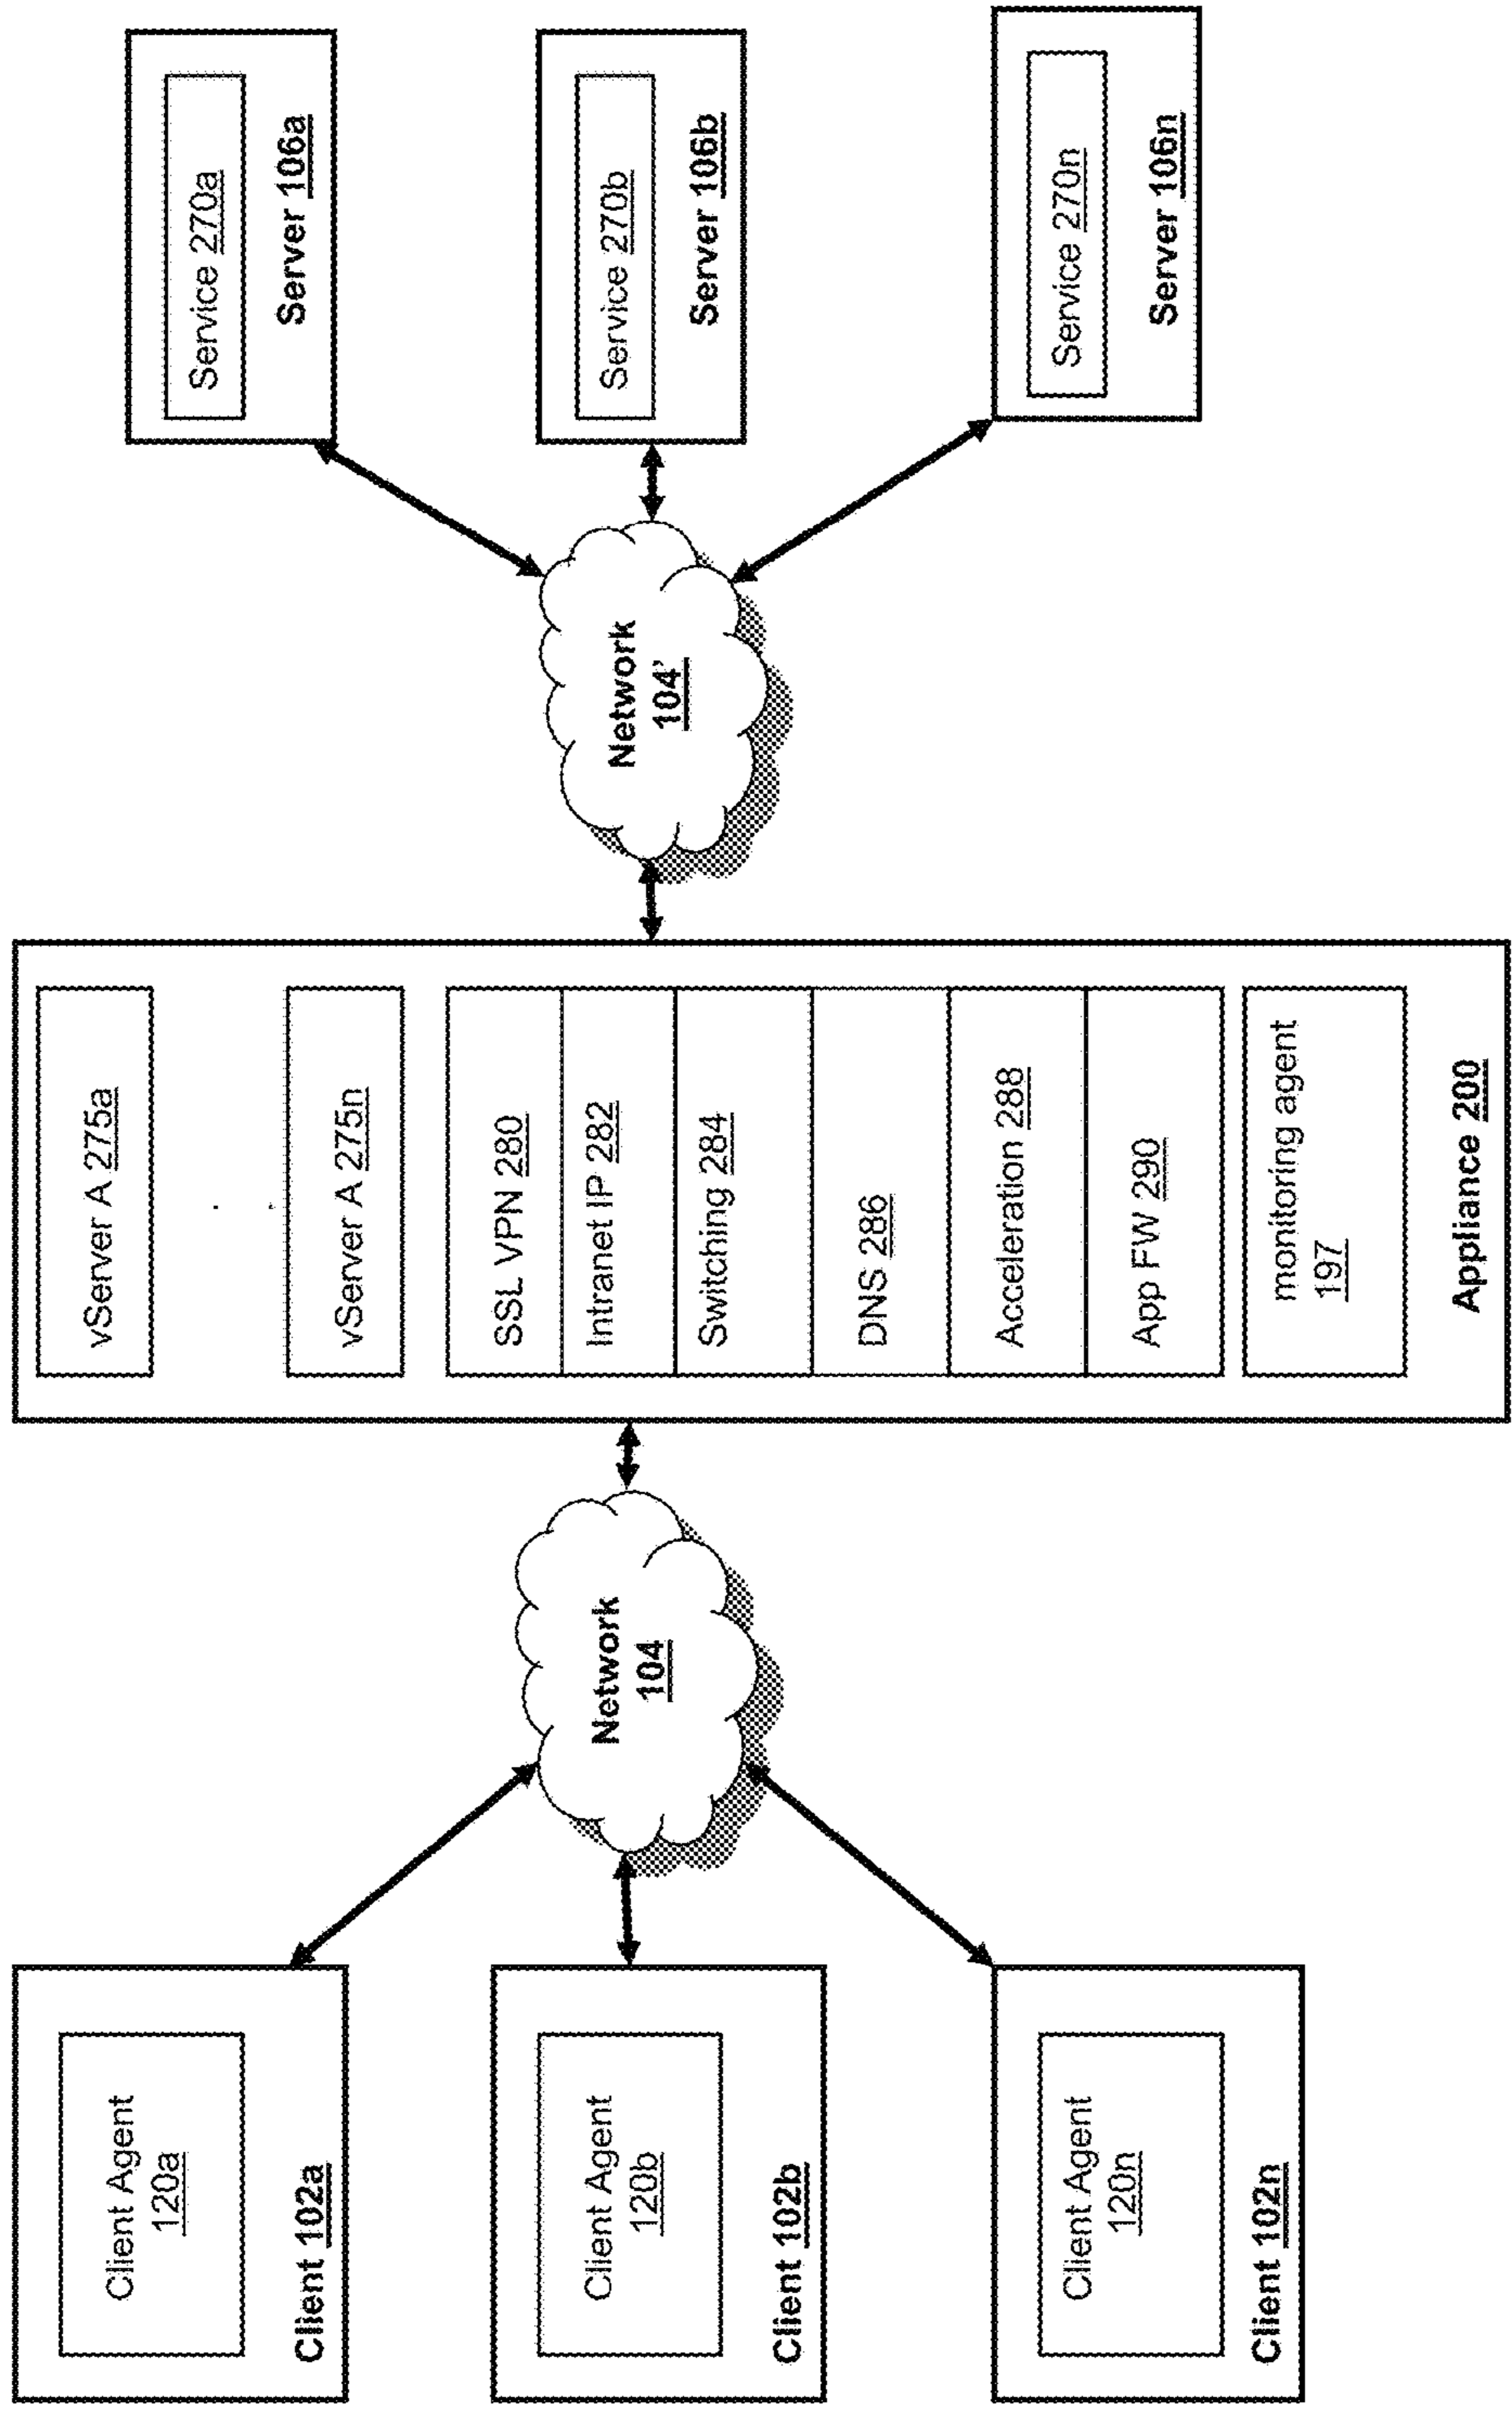 Client Agent
120a
Client 102a
Client Agent
120b
Client 102b
Client Agent
120n
Client 102n
Network
104
vServer A 275a
vServer A 275n
SSL VPN 280
Intranet IP 282
Switching 284
DNS 286
Acceleration 288
App FW 290
monitoring agent
197
Appliance 200
Network
104'
Service 270a
Server 106a
Service 270b
Server 106b
Service 270n
Server 106n